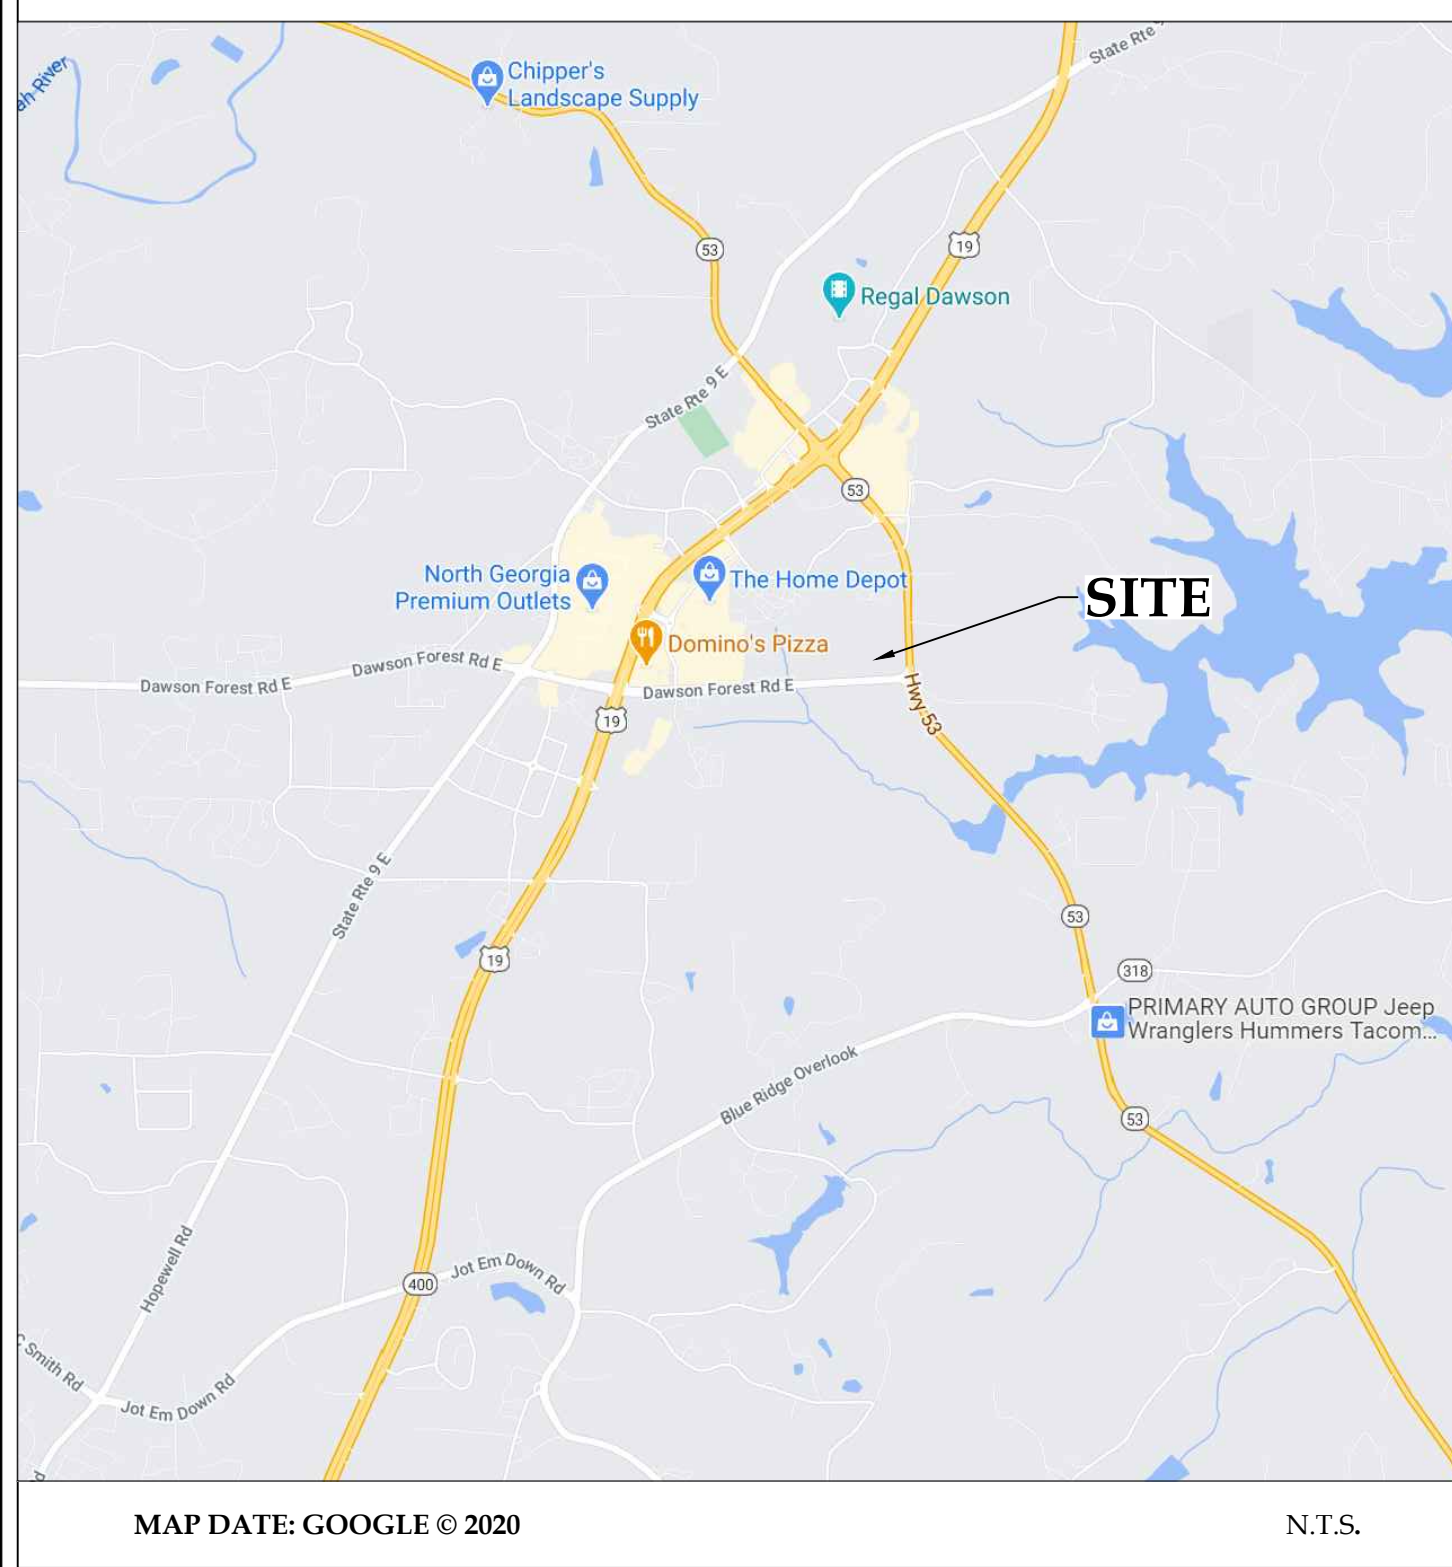 State Rte 9
Chipper's
Landscape Supply
53
19
Regal Dawson
State Rte 9 E
53
North Georgia
Premium Outlets
The Home Depot
SITE
Domino's Pizza
Dawson Forest Rd E
Dawson Forest Rd E
Dawson Forest Rd E
Hwy 53
19
State Rte 9 E
53
19
318
PRIMARY AUTO GROUP Jeep
Wranglers Hummers Tacom...
Blue Ridge Overlook
53
Hopewell Rd
Jot Em Down Rd
400
Smith Rd
Jot Em Down Rd
MAP DATE: GOOGLE © 2020
N.T.S.